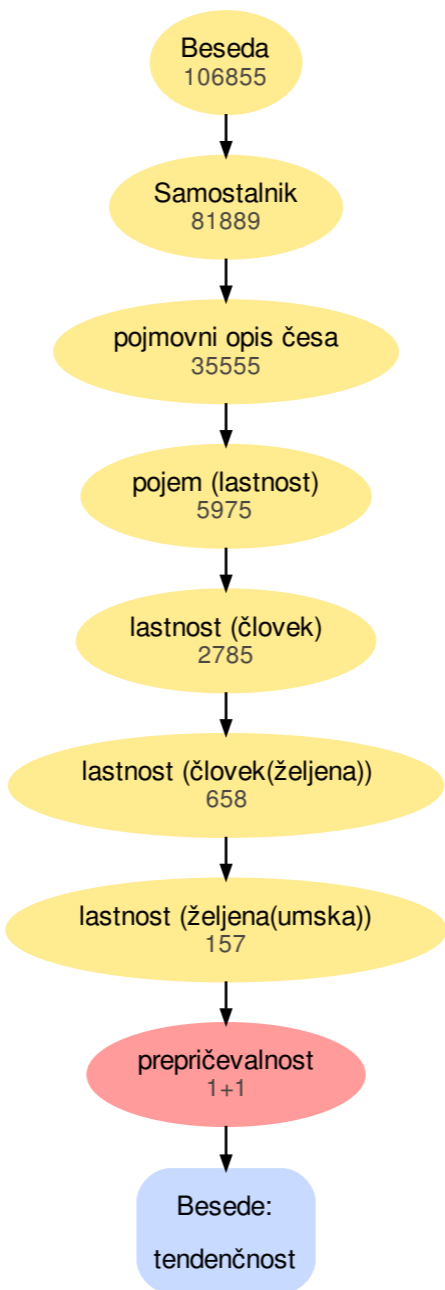 Beseda
106855
Samostalnik
81889
pojmovni opis česa
35555
pojem (lastnost)
5975
lastnost (človek)
2785
lastnost (človek(željena))
658
lastnost (željena(umska))
157
prepričevalnost
1+1
Besede:
tendenčnost